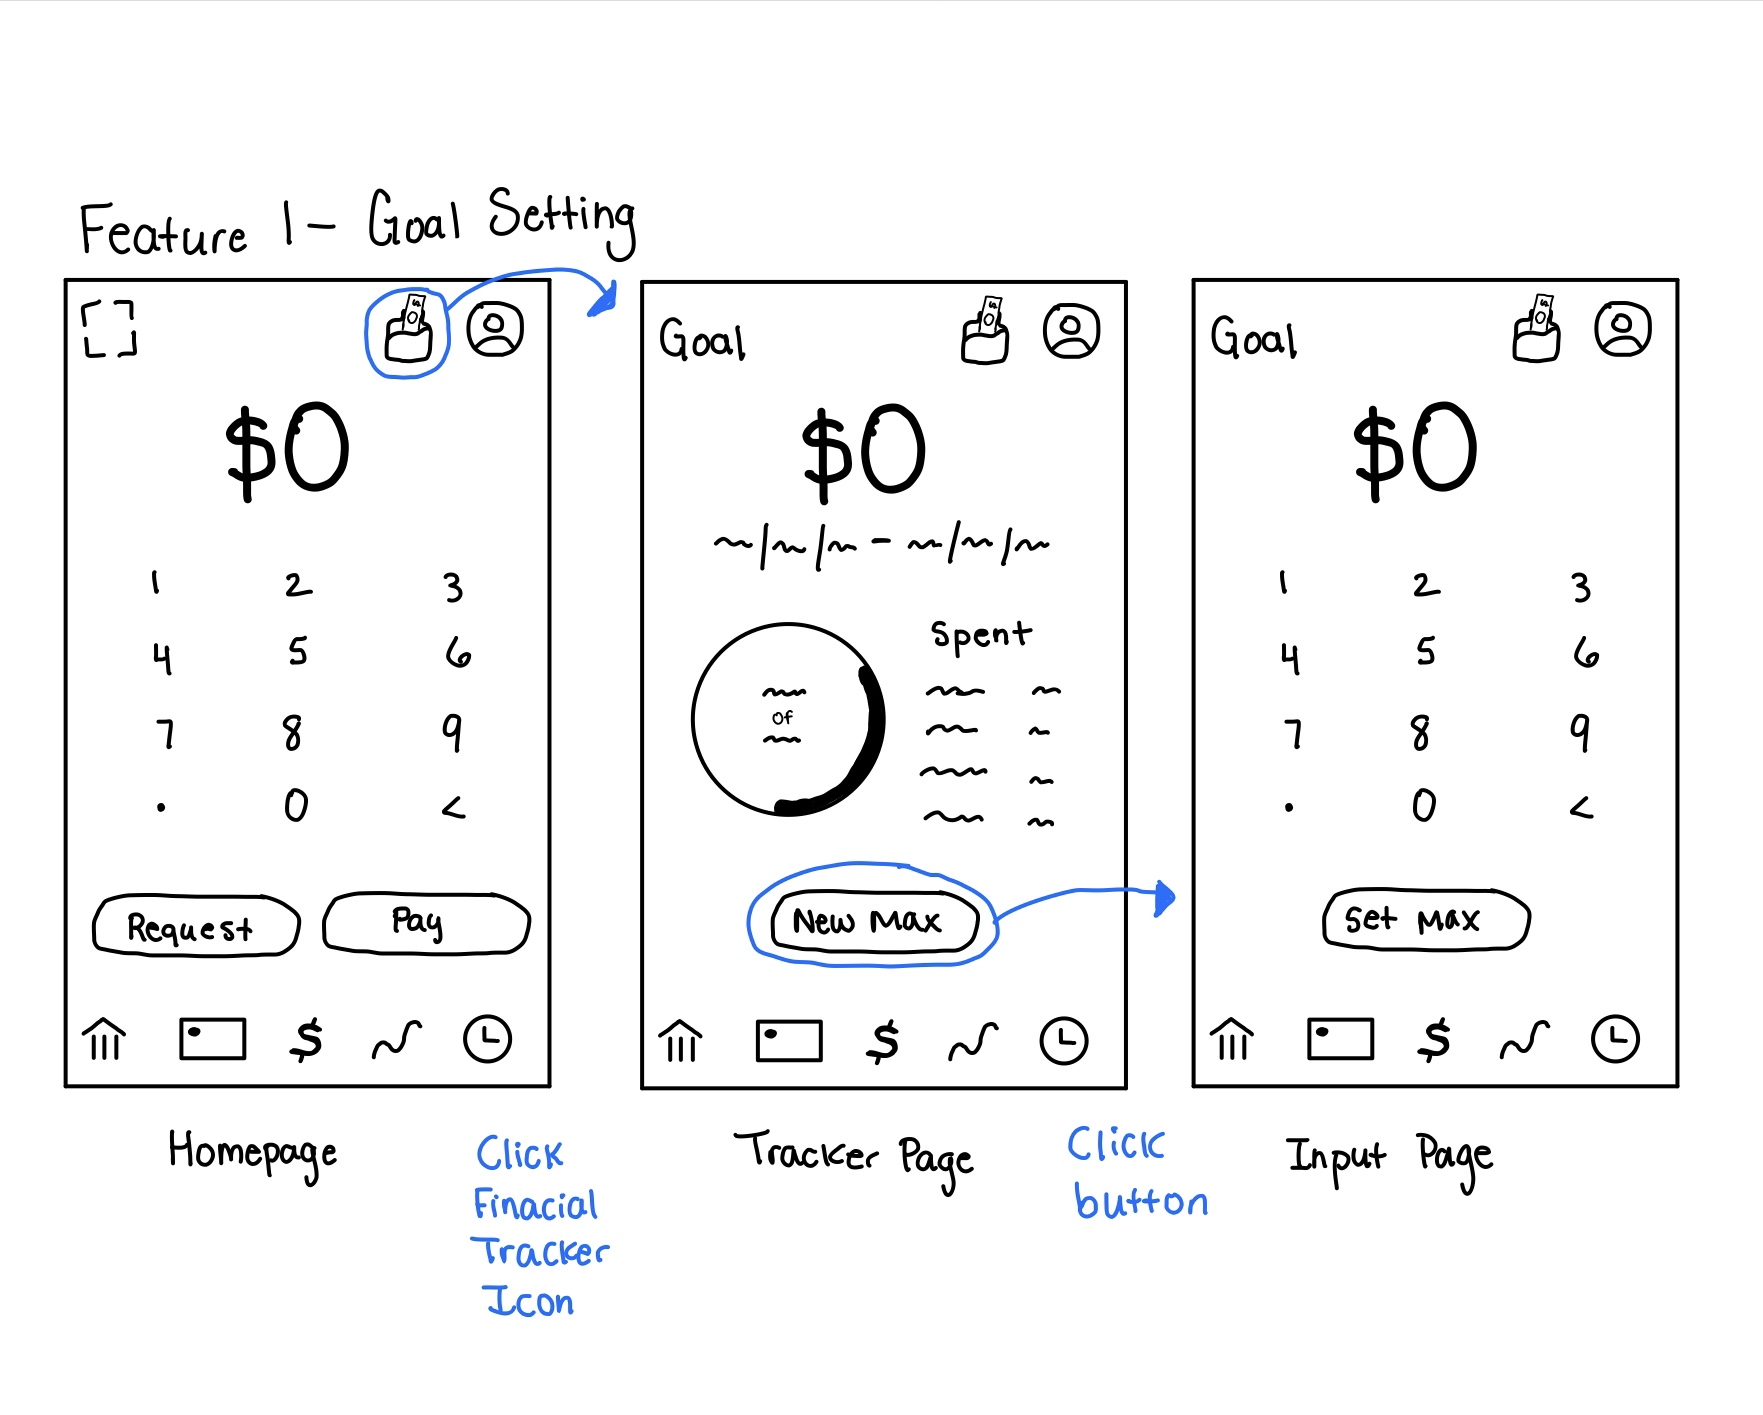 Feature 1 - Goal Setting
$0
1 2 3
4 5 6
7 8 9
. 0 <
Request Pay
$
Homepage
Click
Finacial
Tracker
Icon
Goal
$0
/ / - / /
Spent
of
New Max
$
Tracker Page
Click
button
Goal
$0
1 2 3
4 5 6
7 8 9
. 0 <
Set Max
$
Input Page